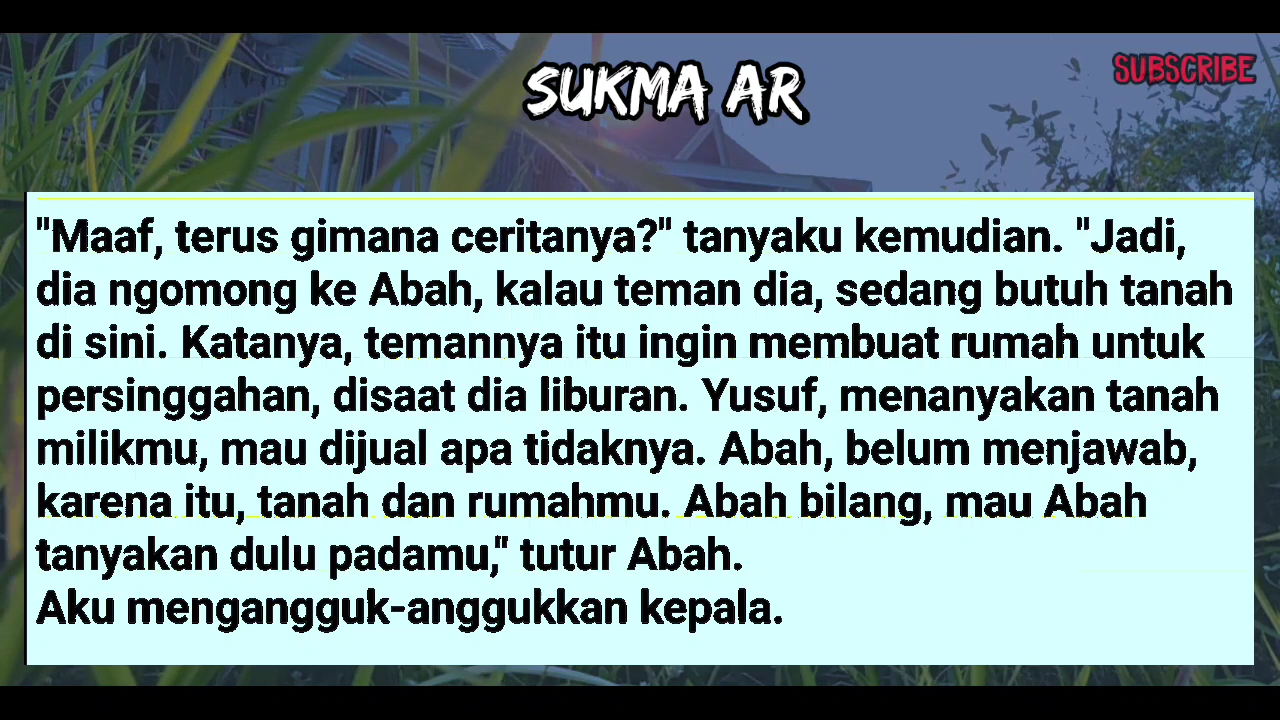 SUKMA AR
SUBSCRIBE
"Maaf, terus gimana ceritanya?" tanyaku kemudian. "Jadi,
dia ngomong ke Abah, kalau teman dia, sedang butuh tanah
di sini. Katanya, temannya itu ingin membuat rumah untuk
persinggahan, disaat dia liburan. Yusuf, menanyakan tanah
milikmu, mau dijual apa tidaknya. Abah, belum menjawab,
karena itu, tanah dan rumahmu. Abah bilang, mau Abah
tanyakan dulu padamu," tutur Abah.
Aku mengangguk-anggukkan kepala.